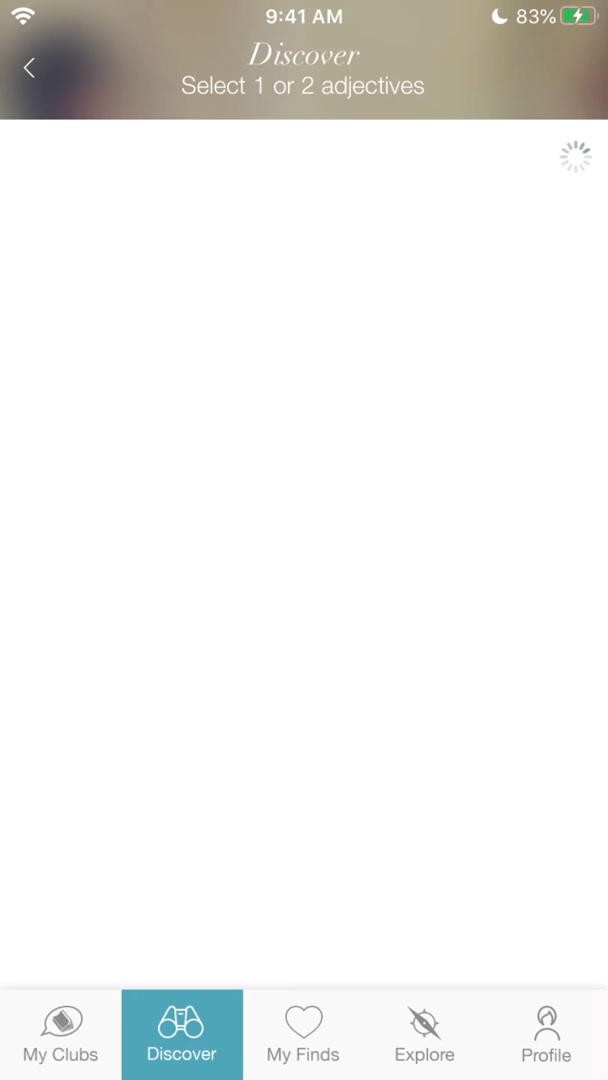 9:41 AM
83%
Discover
Select 1 or 2 adjectives
My Clubs
Discover
My Finds
Explore
Profile